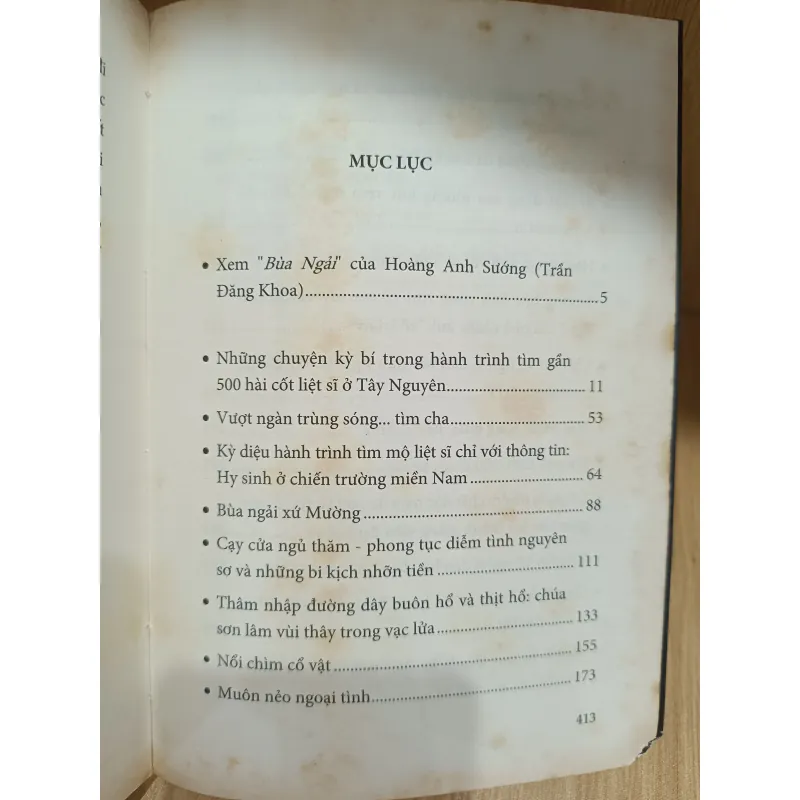 MỤC LỤC
• Xem "Bùa Ngải" của Hoàng Anh Sướng (Trần
Đăng Khoa)........................................5
• Những chuyện kỳ bí trong hành trình tìm gần
500 hài cốt liệt sĩ ở Tây Nguyên........................11
• Vượt ngàn trùng sóng... tìm cha........................53
• Kỳ diệu hành trình tìm mộ liệt sĩ chỉ với thông tin:
Hy sinh ở chiến trường miền Nam........................64
• Bùa ngải xứ Mường........................88
• Cạy cửa ngủ thăm - phong tục diễm tình nguyên
sơ và những bi kịch nhỡn tiền........................111
• Thâm nhập đường dây buôn hổ và thịt hổ: chúa
sơn lâm vùi thây trong vạc lửa........................133
• Nổi chìm cổ vật........................155
• Muôn nẻo ngoại tình........................173
413